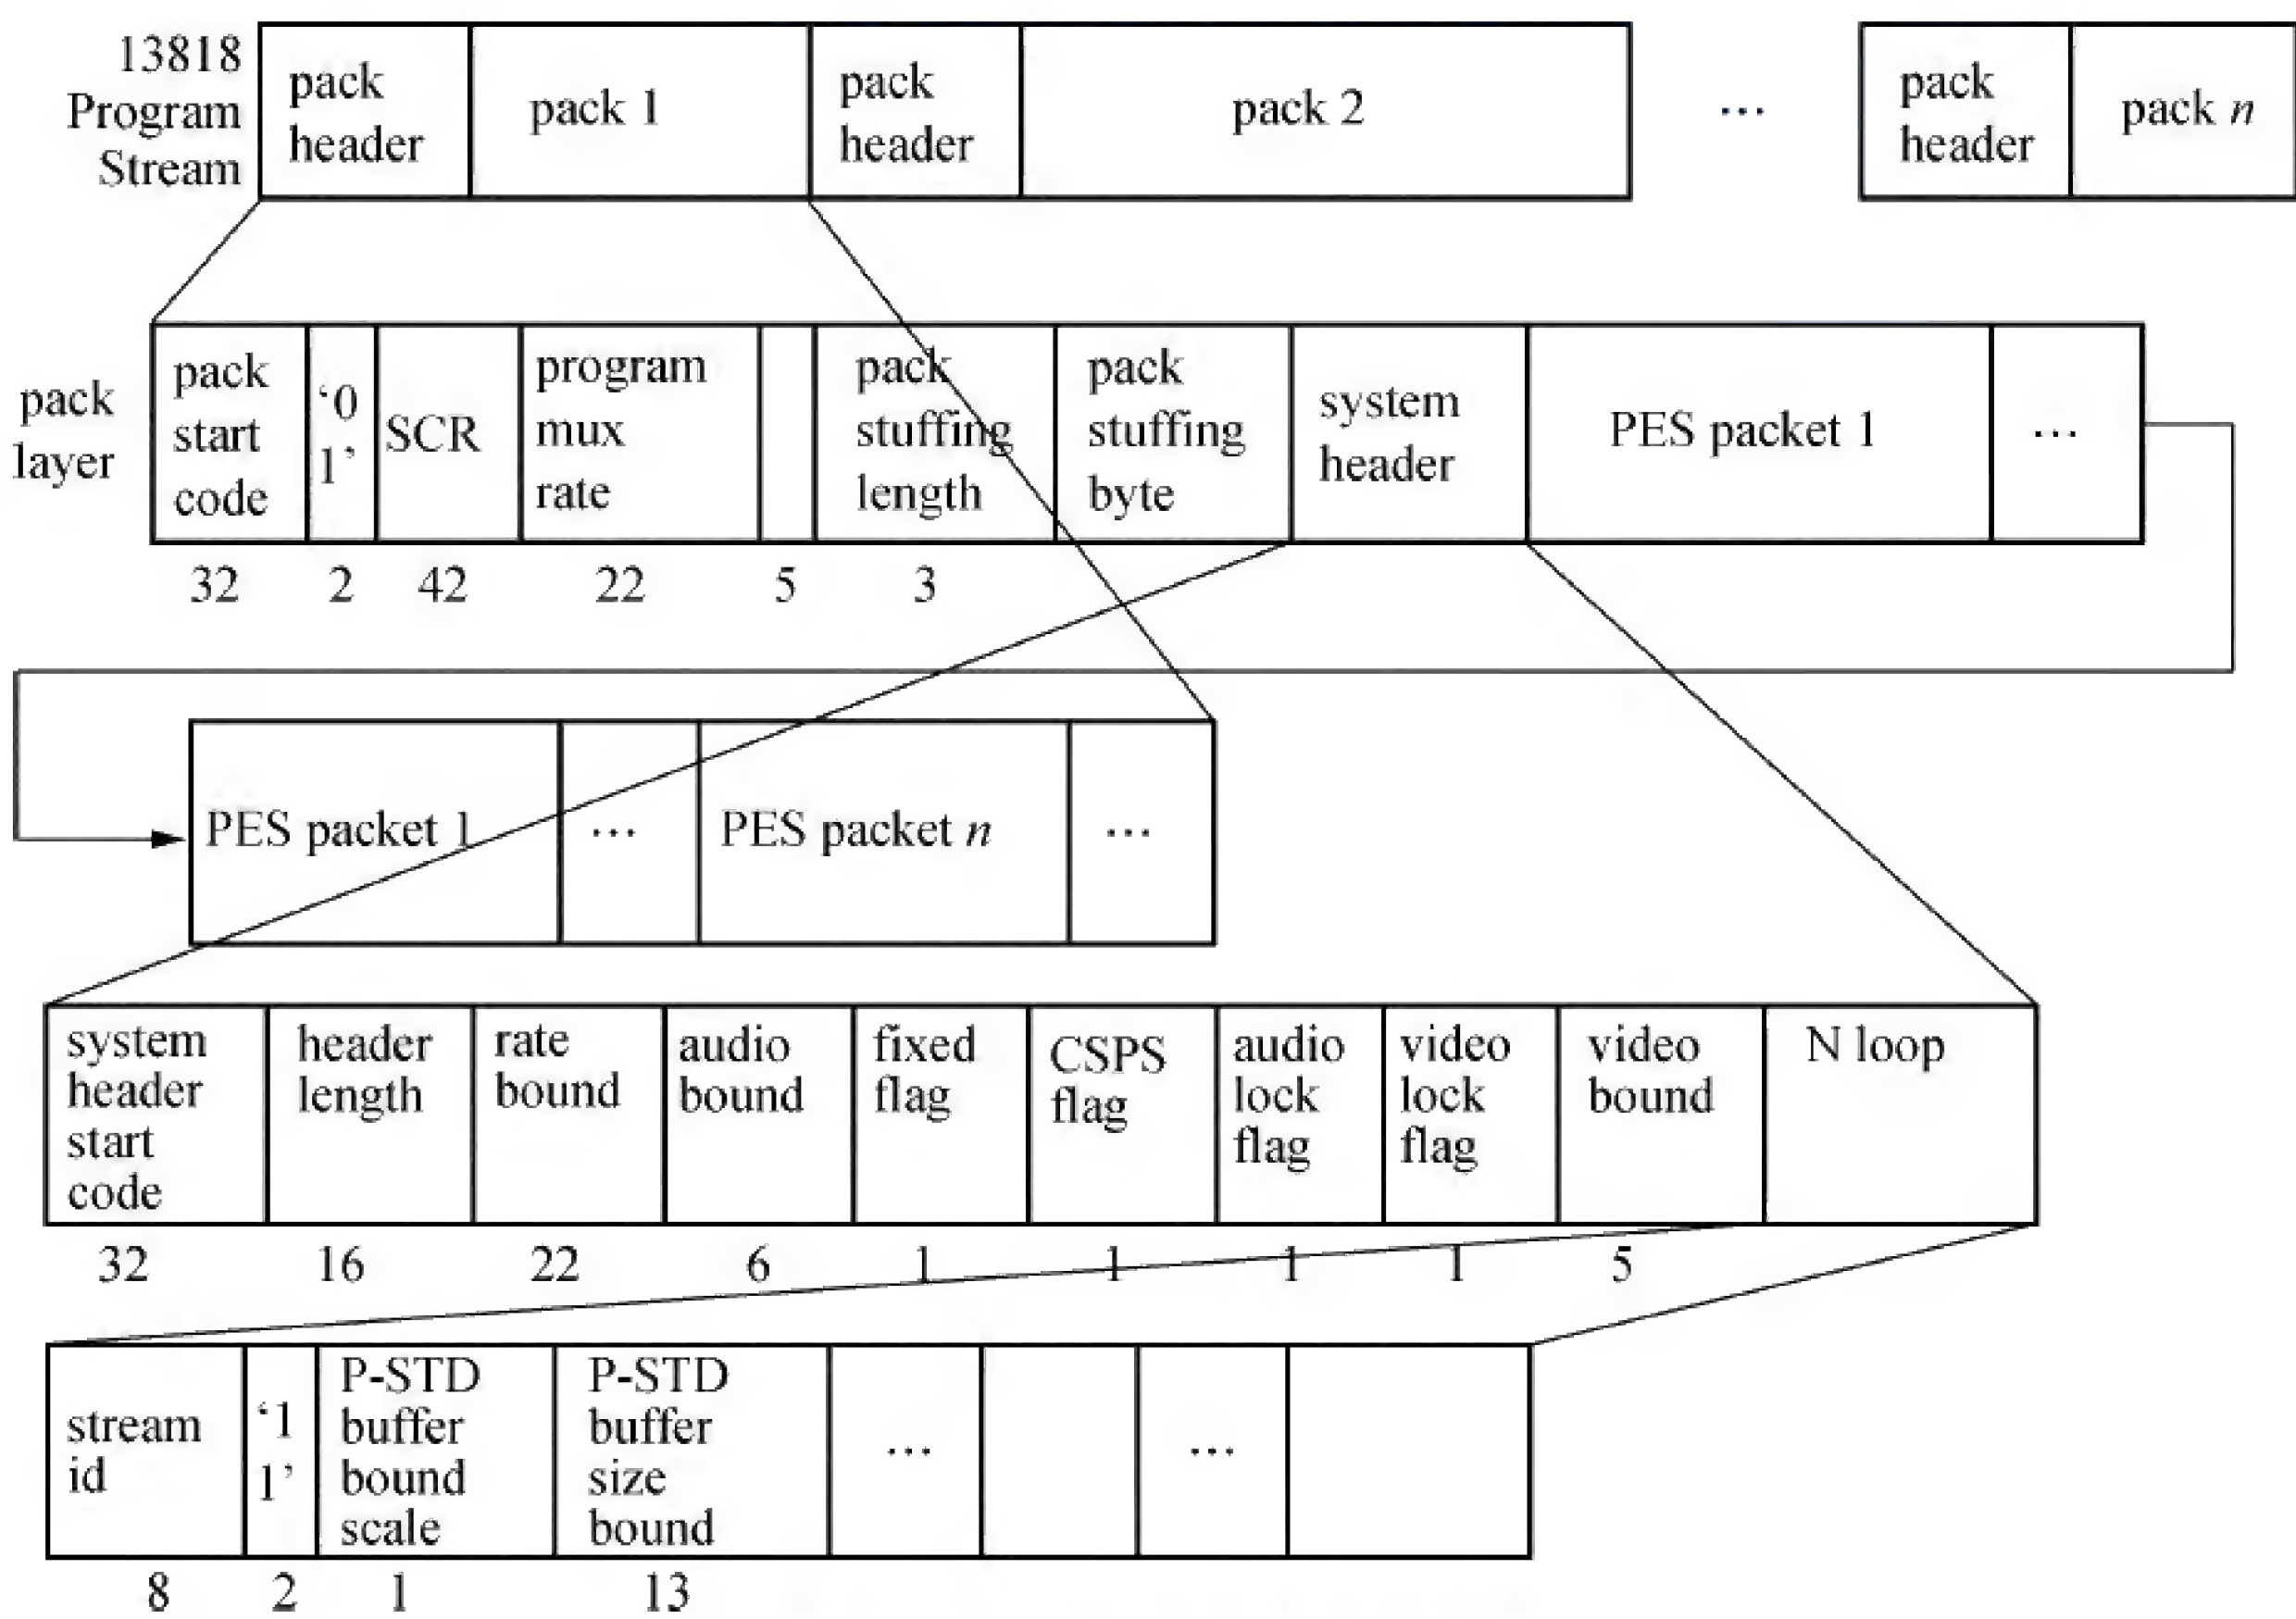 13818
Program
Stream
pack
header
pack 1
pack
header
pack 2
...
pack
header
pack n
pack
layer
pack
start
code
‘0
1’
SCR
program
mux
rate
pack
stuffing
length
pack
stuffing
byte
system
header
PES packet 1
...
32
2
42
22
5
3
PES packet 1
...
PES packet n
...
system
header
start
code
header
length
rate
bound
audio
bound
fixed
flag
CSPS
flag
audio
lock
flag
video
lock
flag
video
bound
N loop
32
16
22
6
1
1
1
1
5
stream
id
‘1
1’
P-STD
buffer
bound
scale
P-STD
buffer
size
bound
...
...
8
2
1
13